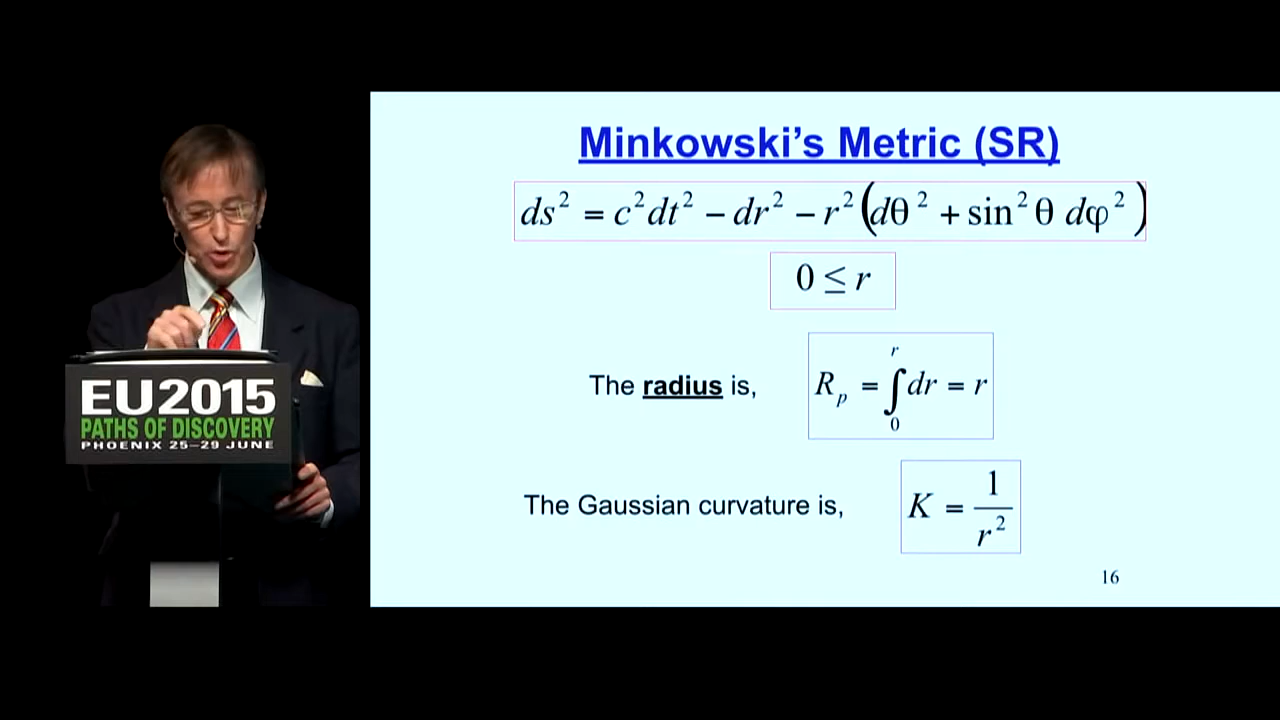 Minkowski's Metric (SR)
ds² = c²dt² − dr² − r²(dθ² + sin²θ dφ²)
0 ≤ r
The radius is, R_p = ∫₀ʳ dr = r
The Gaussian curvature is, K = 1/r²
16
EU2015
PATHS OF DISCOVERY
PHOENIX 25–29 JUNE